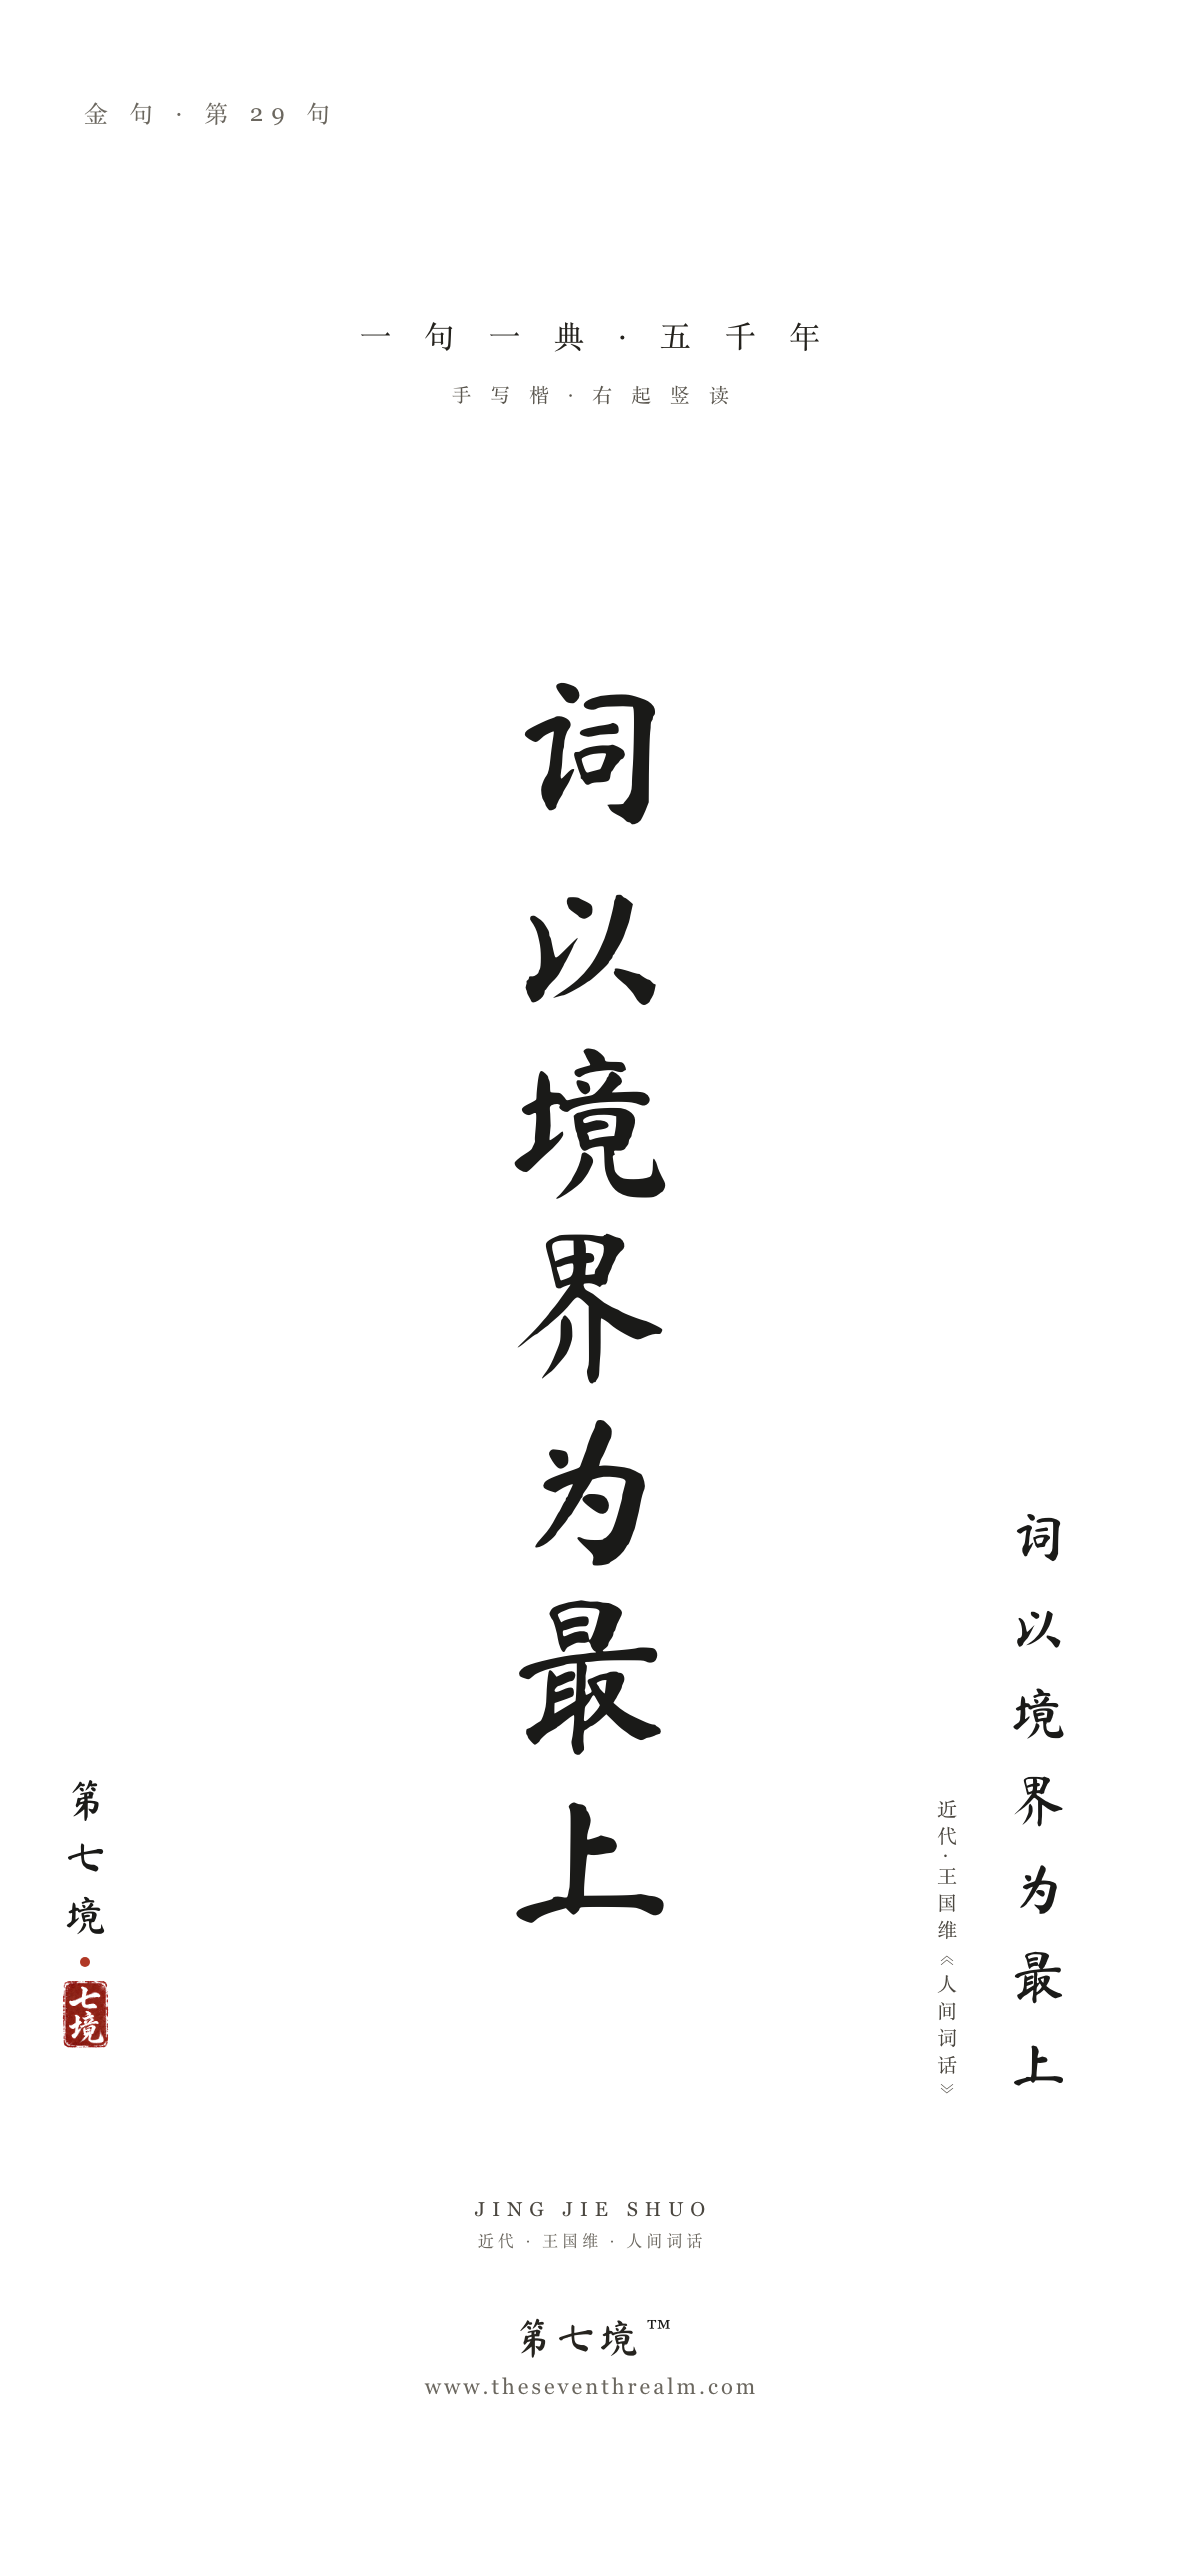 金句·第29句
一句一典·五千年
手写楷·右起竖读
词以境界为最上
词以境界为最上
近代·王国维《人间词话》
第七境
七境
JING JIE SHUO
近代·王国维·人间词话
第七境™
www.theseventhrealm.com